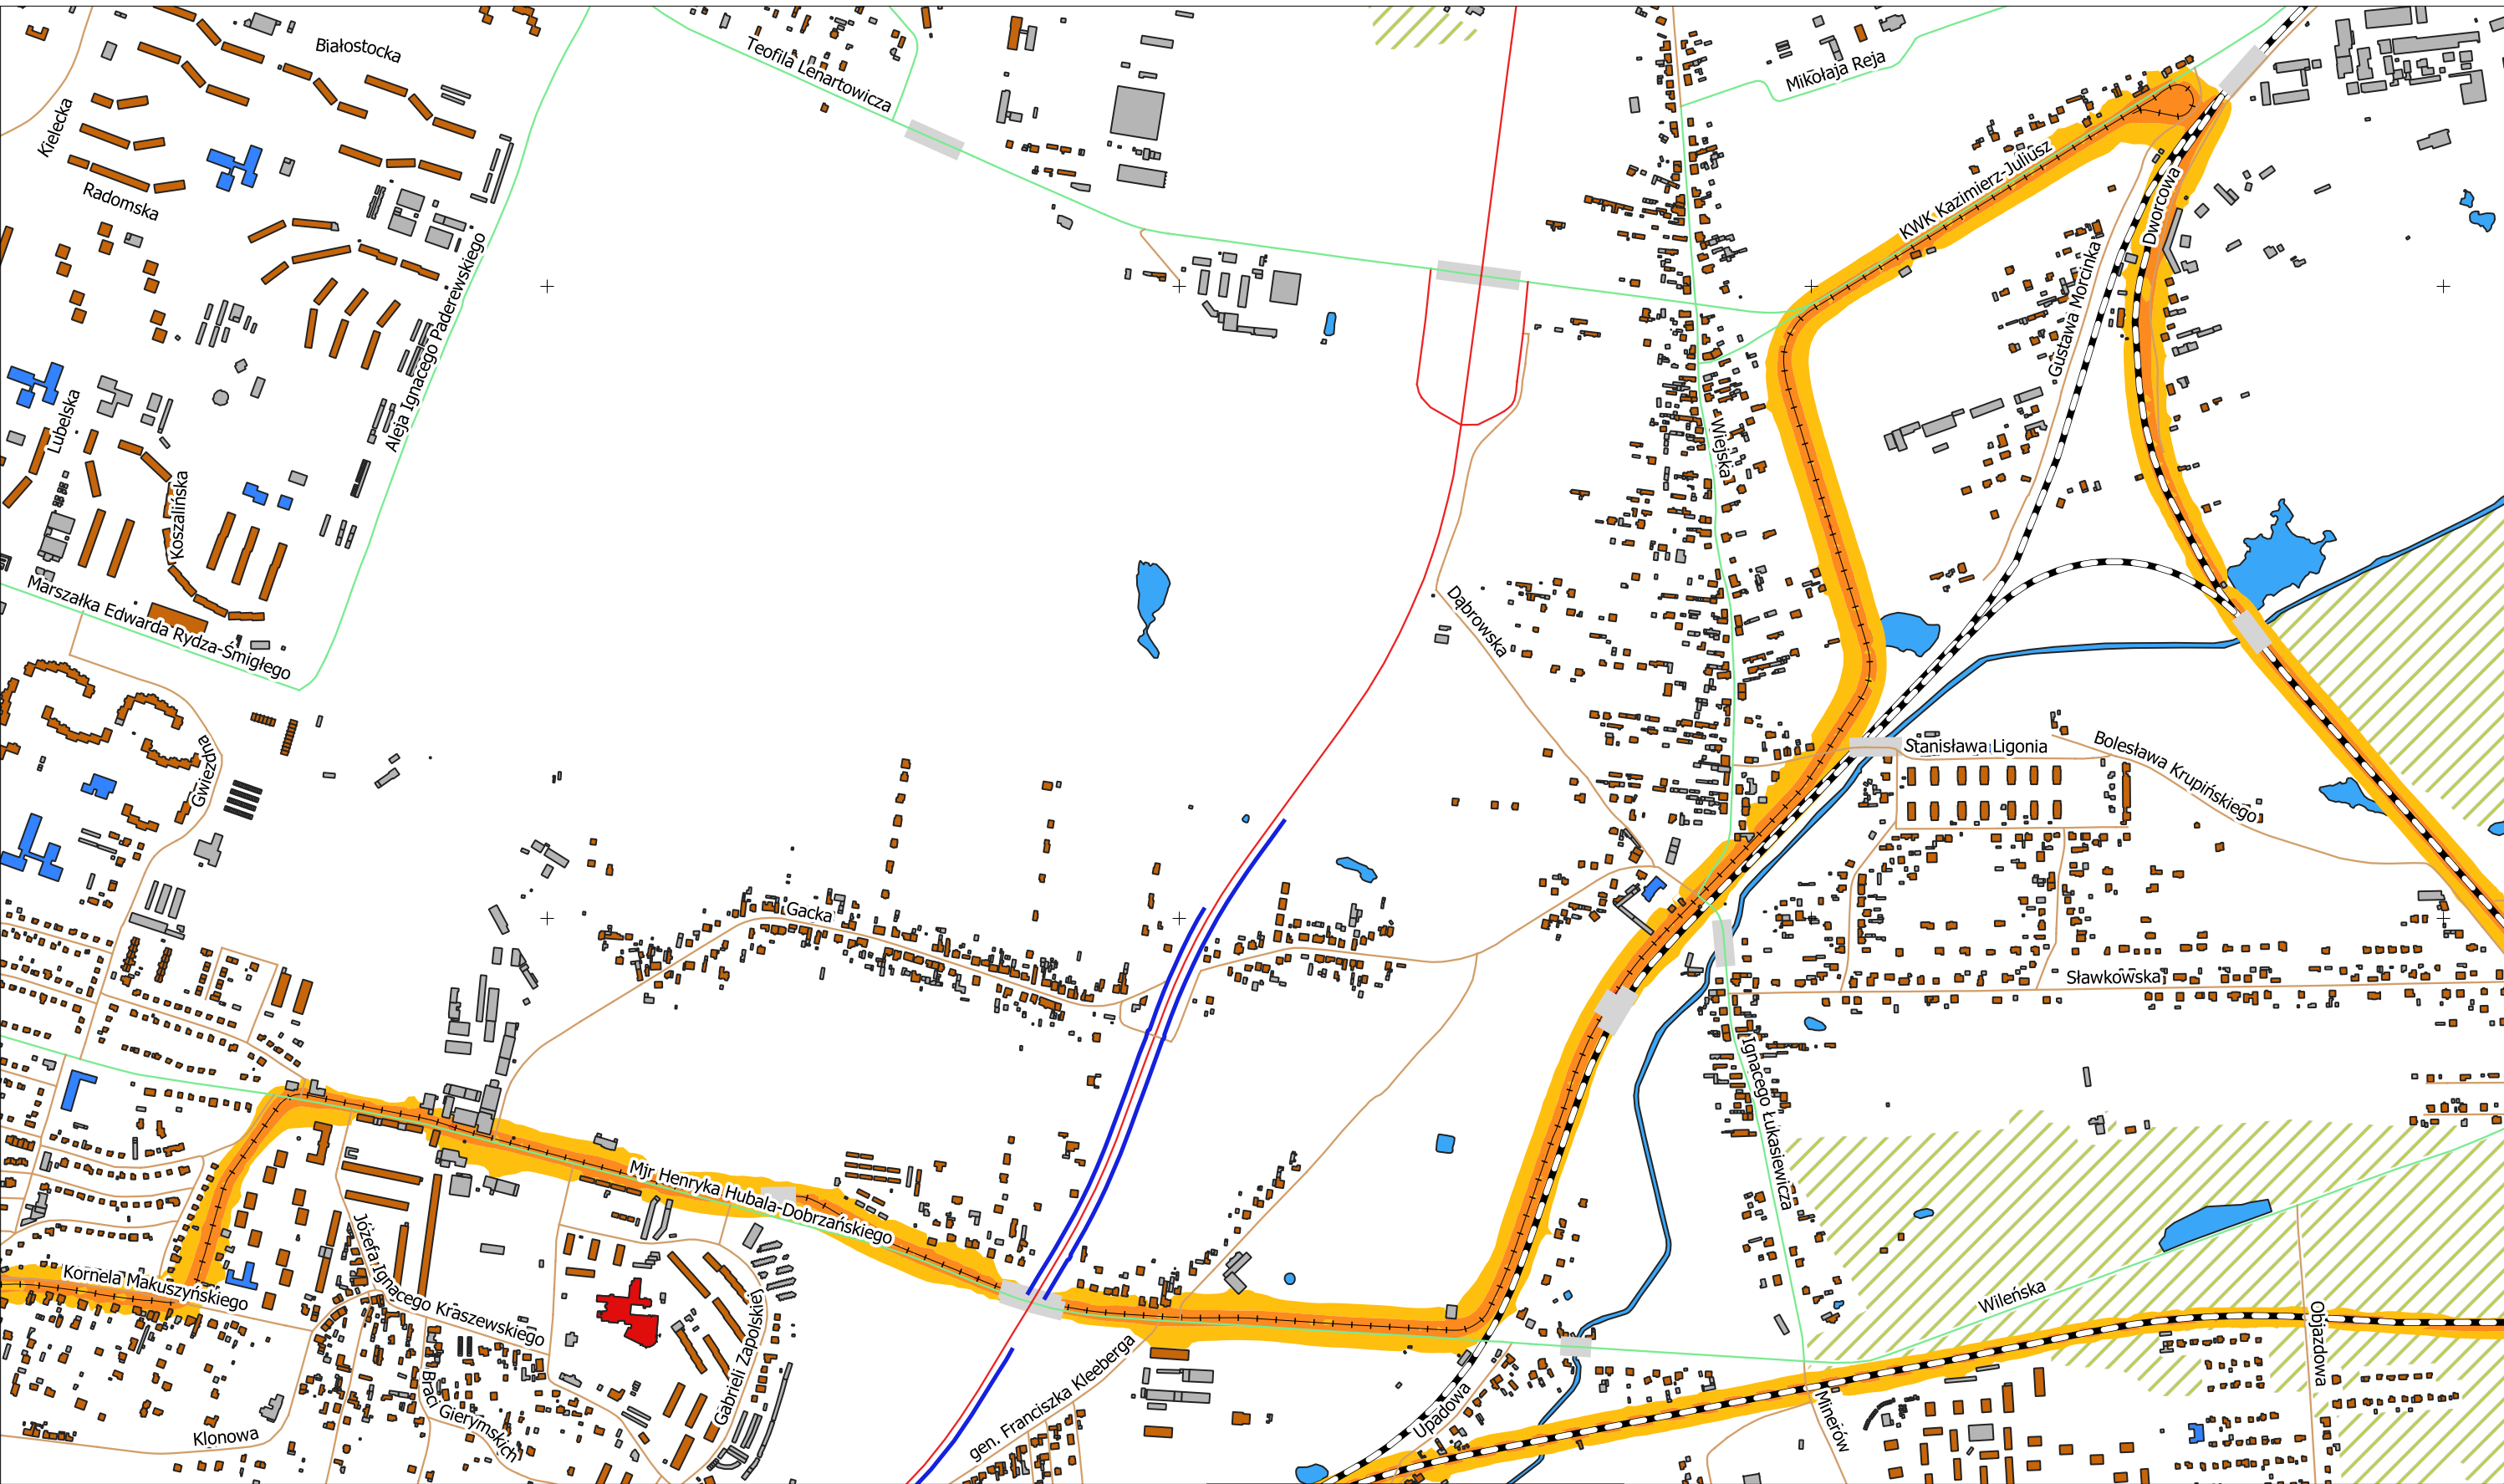 Białostocka
Teofila Lenartowicza
Mikołaja Reja
Kielecka
Radomska
KWK Kazimierz-Juliusz
Dworcowa
Gustawa Morcinka
Aleja Ignacego Paderewskiego
Lubelska
Wiejska
Koszalińska
Marszałka Edwarda Rydza-Śmigłego
Dąbrowska
Gwiezdna
Stanisława Ligonia
Bolesława Krupińskiego
Gacka
Sławkowska
Ignacego Łukasiewicza
Mjr Henryka Hubala-Dobrzańskiego
Kornela Makuszyńskiego
Józefa Ignacego Kraszewskiego
Gabrieli Zapolskiej
Wileńska
Objazdowa
gen. Franciszka Kleeberga
Upadowa
Minerów
Braci Gierymskich
Klonowa